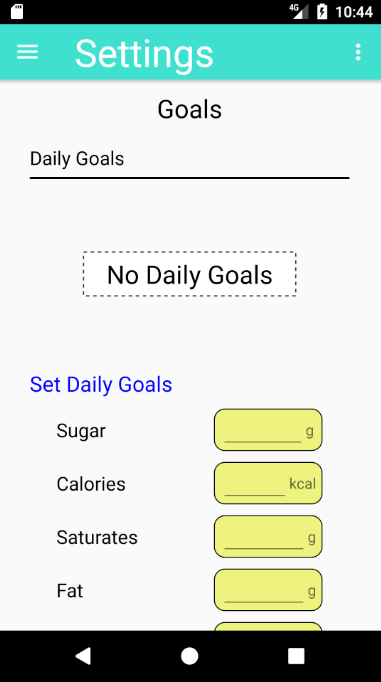 4G 10:44
Settings
Goals
Daily Goals
No Daily Goals
Set Daily Goals
Sugar g
Calories kcal
Saturates g
Fat g